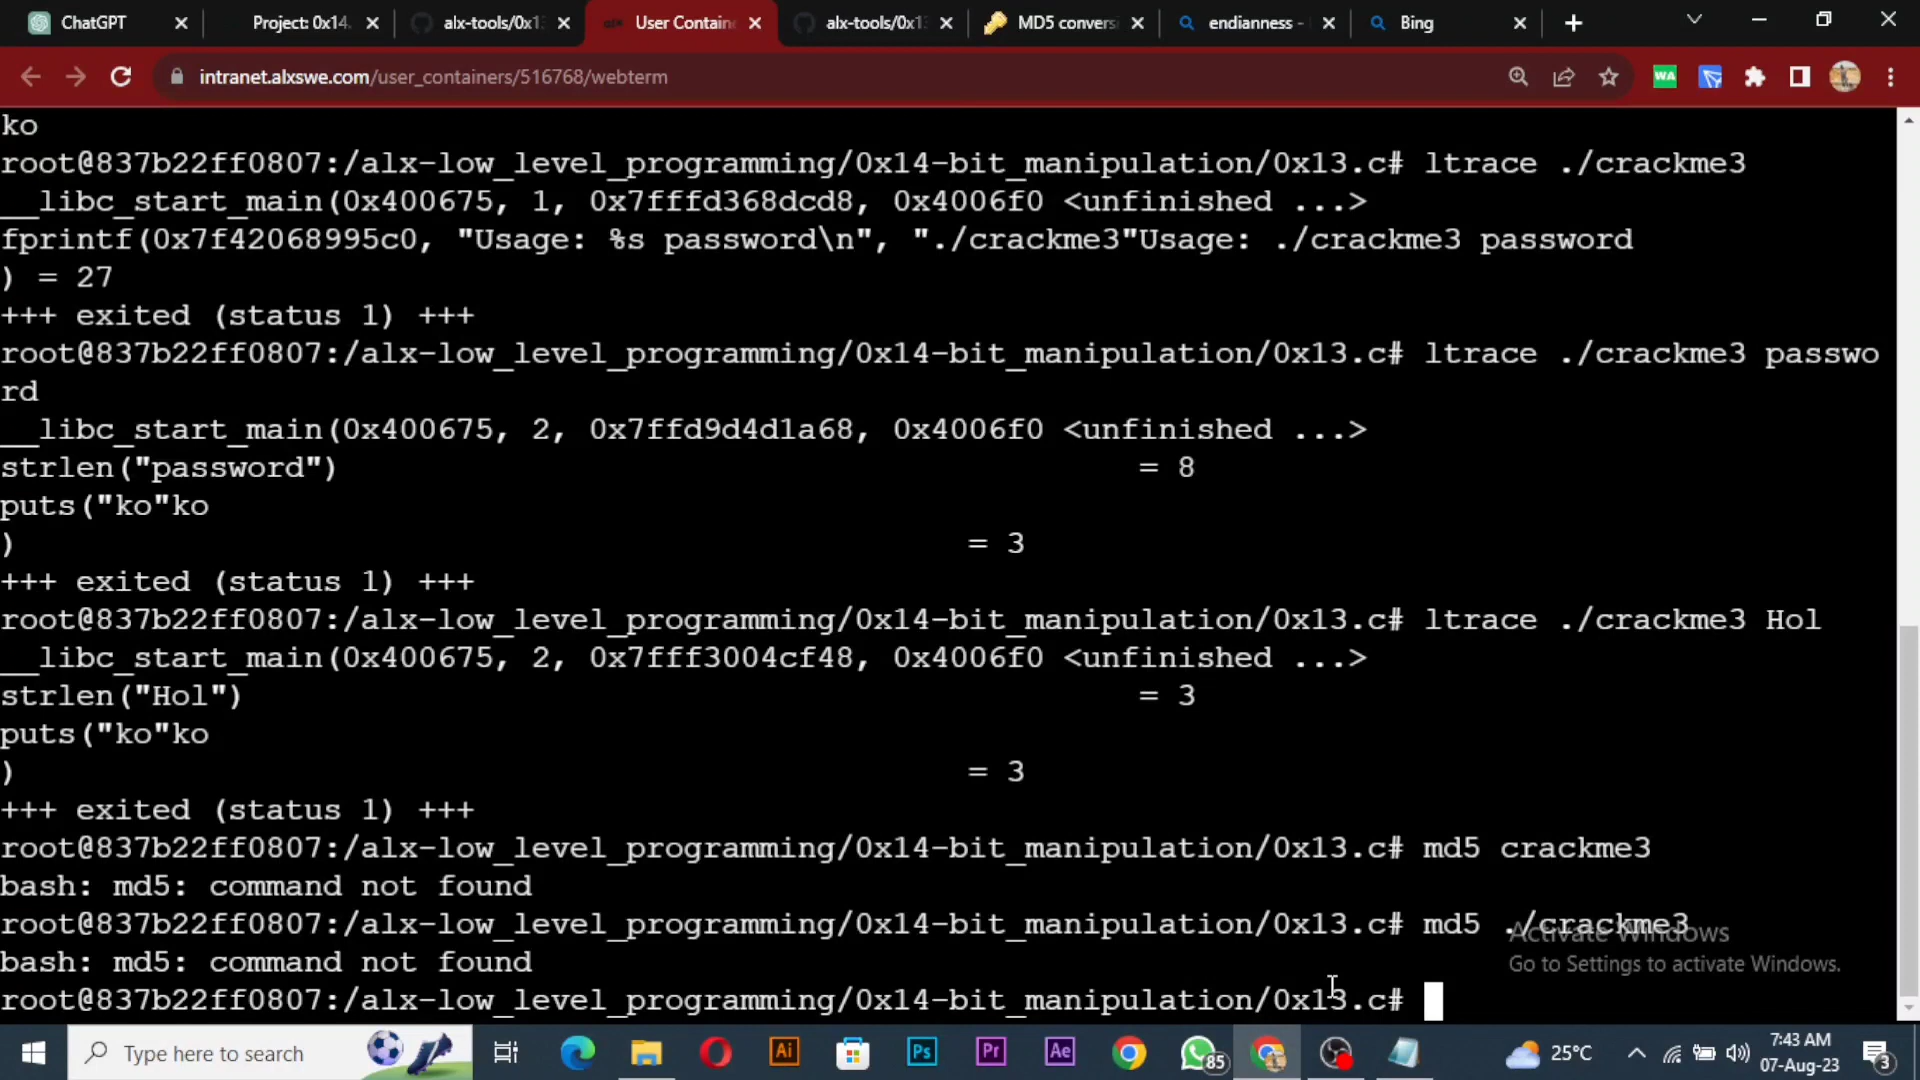 ChatGPT
Project: 0x14.
alx-tools/0x1
User Contain
alx-tools/0x1
MD5 convers
endianness -
Bing
intranet.alxswe.com/user_containers/516768/webterm
WA
ko
root@837b22ff0807:/alx-low_level_programming/0x14-bit_manipulation/0x13.c# ltrace ./crackme3
__libc_start_main(0x400675, 1, 0x7fffd368dcd8, 0x4006f0 <unfinished ...>
fprintf(0x7f42068995c0, "Usage: %s password\n", "./crackme3"Usage: ./crackme3 password
) = 27
+++ exited (status 1) +++
root@837b22ff0807:/alx-low_level_programming/0x14-bit_manipulation/0x13.c# ltrace ./crackme3 passwo
rd
__libc_start_main(0x400675, 2, 0x7ffd9d4d1a68, 0x4006f0 <unfinished ...>
strlen("password") = 8
puts("ko"ko
) = 3
+++ exited (status 1) +++
root@837b22ff0807:/alx-low_level_programming/0x14-bit_manipulation/0x13.c# ltrace ./crackme3 Hol
__libc_start_main(0x400675, 2, 0x7fff3004cf48, 0x4006f0 <unfinished ...>
strlen("Hol") = 3
puts("ko"ko
) = 3
+++ exited (status 1) +++
root@837b22ff0807:/alx-low_level_programming/0x14-bit_manipulation/0x13.c# md5 crackme3
bash: md5: command not found
root@837b22ff0807:/alx-low_level_programming/0x14-bit_manipulation/0x13.c# md5 ./crackme3
bash: md5: command not found
root@837b22ff0807:/alx-low_level_programming/0x14-bit_manipulation/0x13.c#
Activate Windows
Go to Settings to activate Windows.
Type here to search
Ai
Ps
Pr
Ae
85
25°C
7:43 AM
07-Aug-23
3